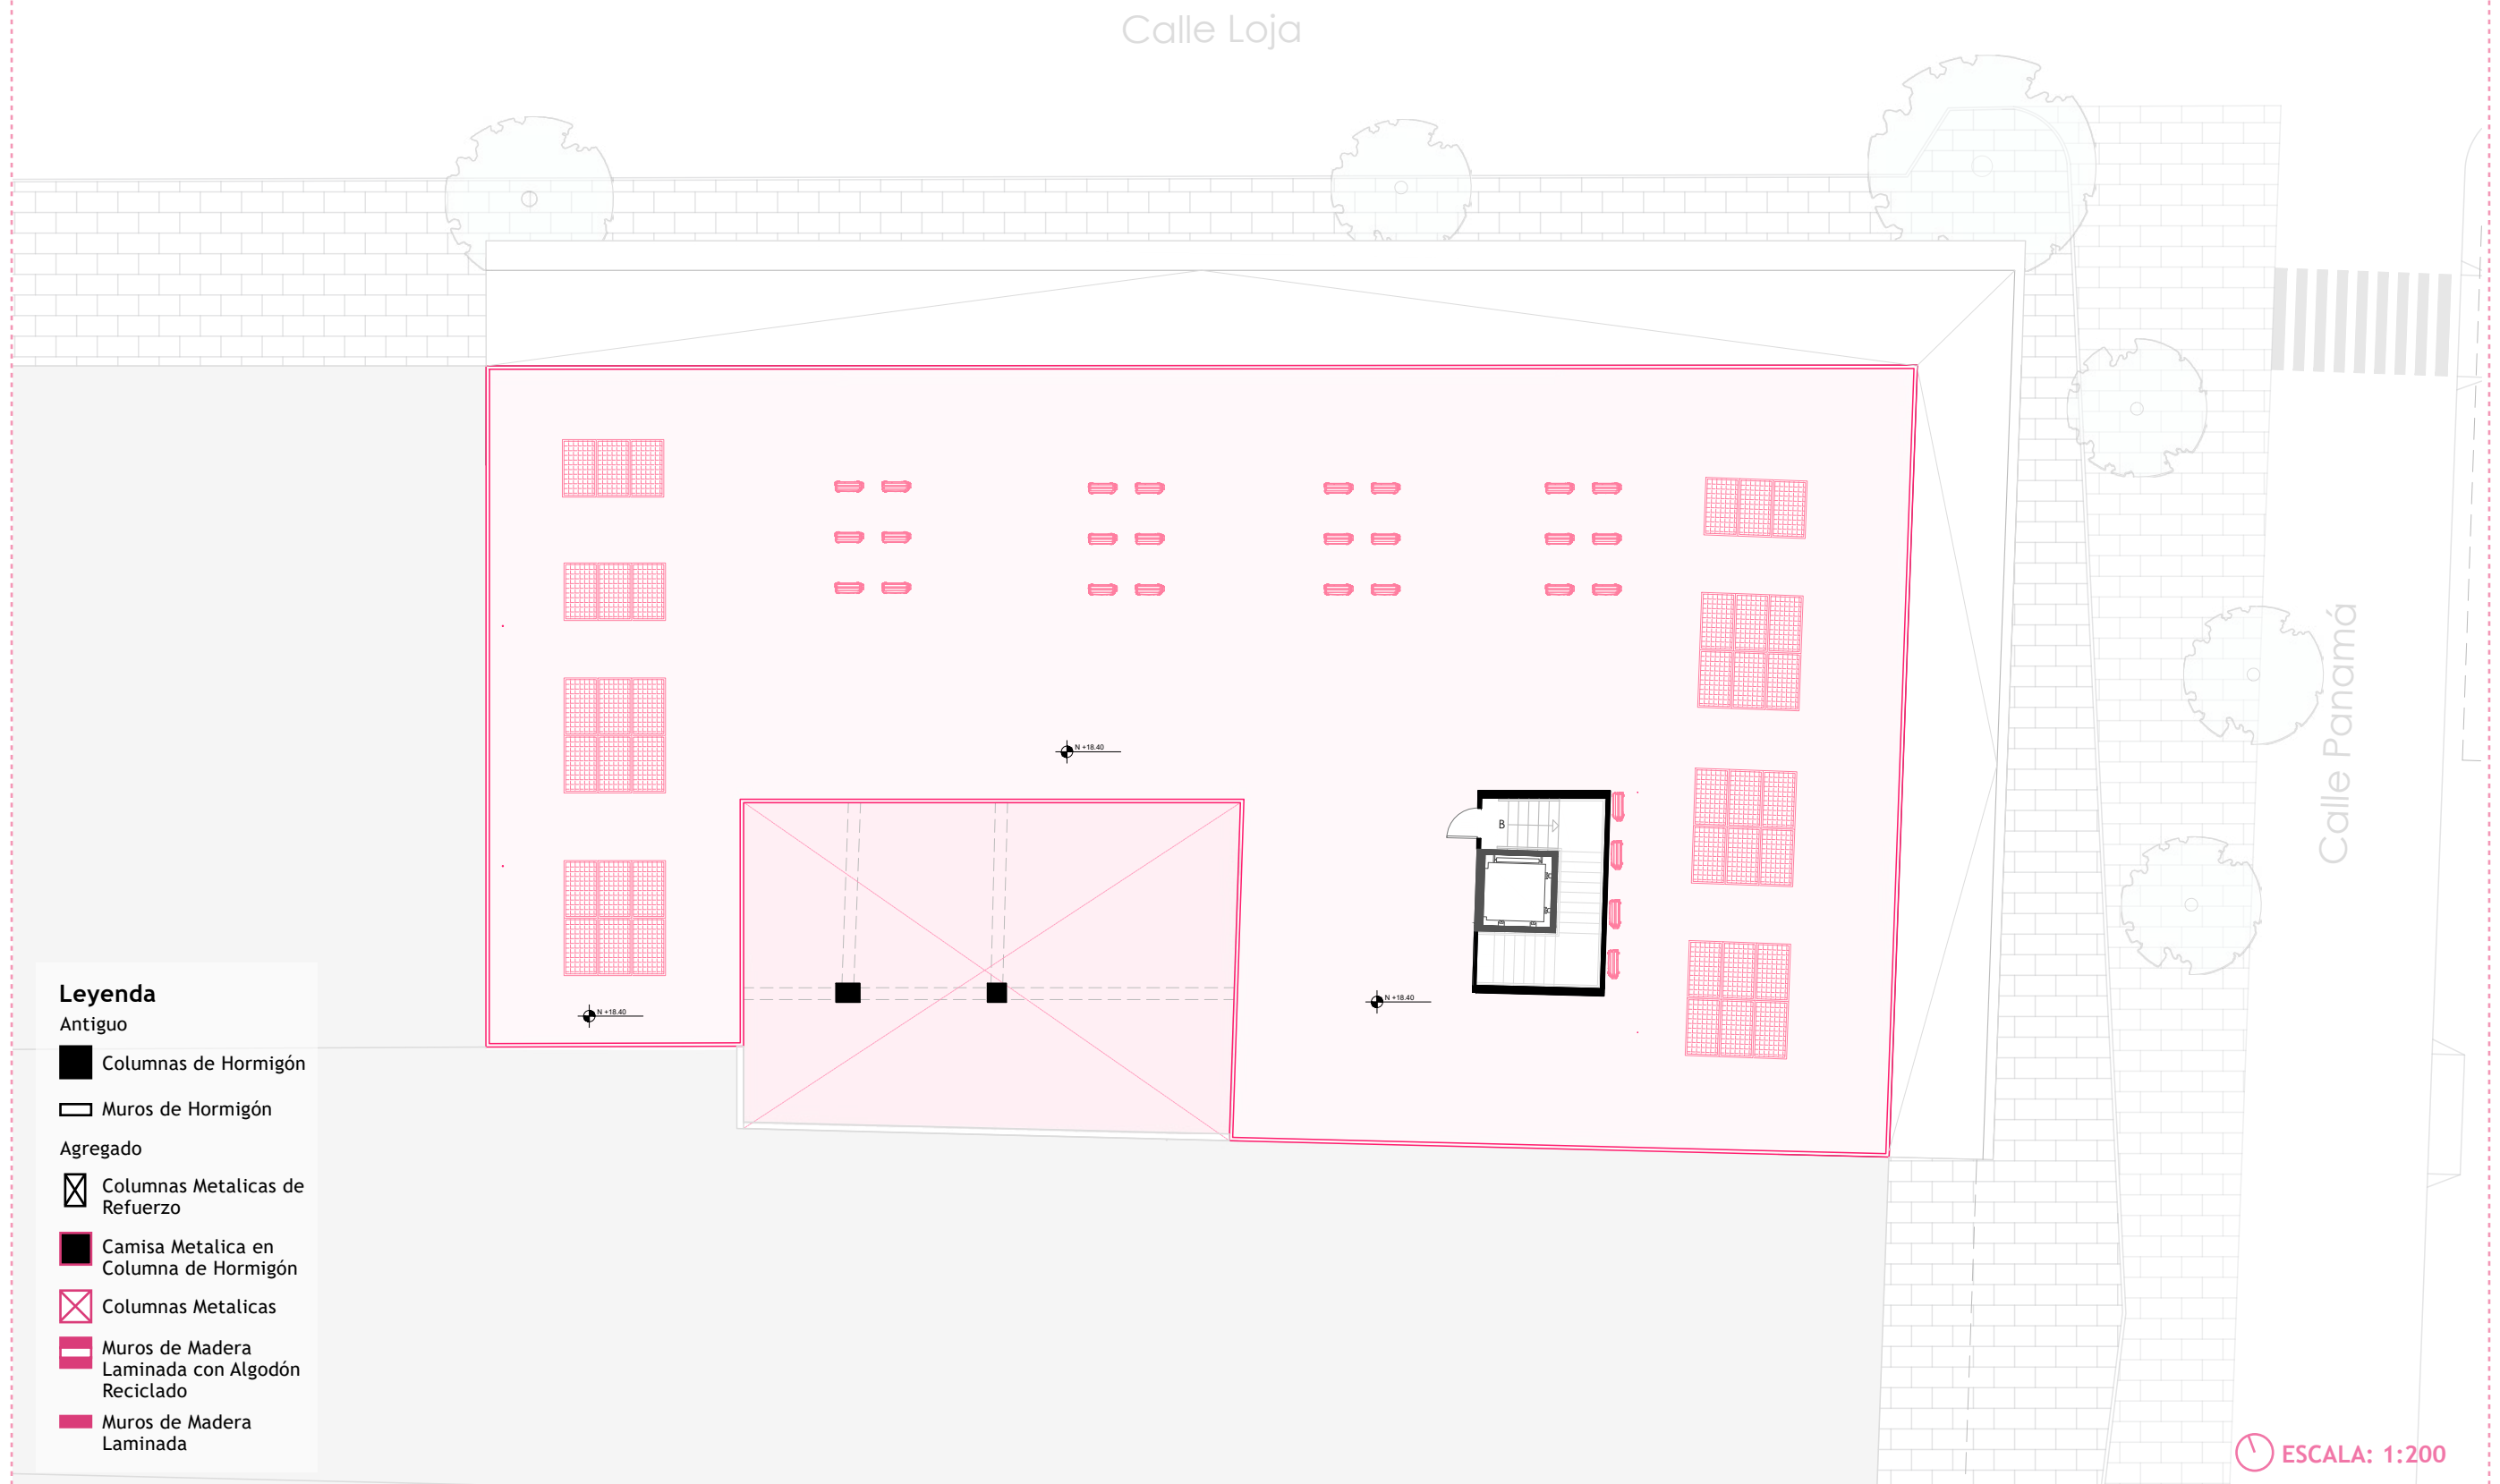 Calle Loja
Calle Panamá
N +18.40
B
N +18.40
N +18.40
Leyenda
Antiguo
Columnas de Hormigón
Muros de Hormigón
Agregado
Columnas Metalicas de
Refuerzo
Camisa Metalica en
Columna de Hormigón
Columnas Metalicas
Muros de Madera
Laminada con Algodón
Reciclado
Muros de Madera
Laminada
ESCALA: 1:200